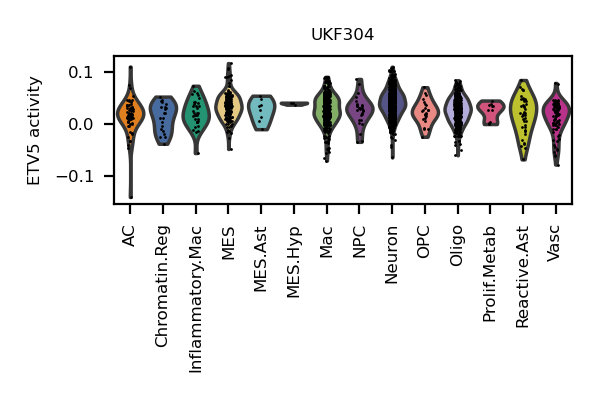 UKF304
ETV5 activity
0.1
0.0
−0.1
AC
Chromatin.Reg
Inflammatory.Mac
MES
MES.Ast
MES.Hyp
Mac
NPC
Neuron
OPC
Oligo
Prolif.Metab
Reactive.Ast
Vasc